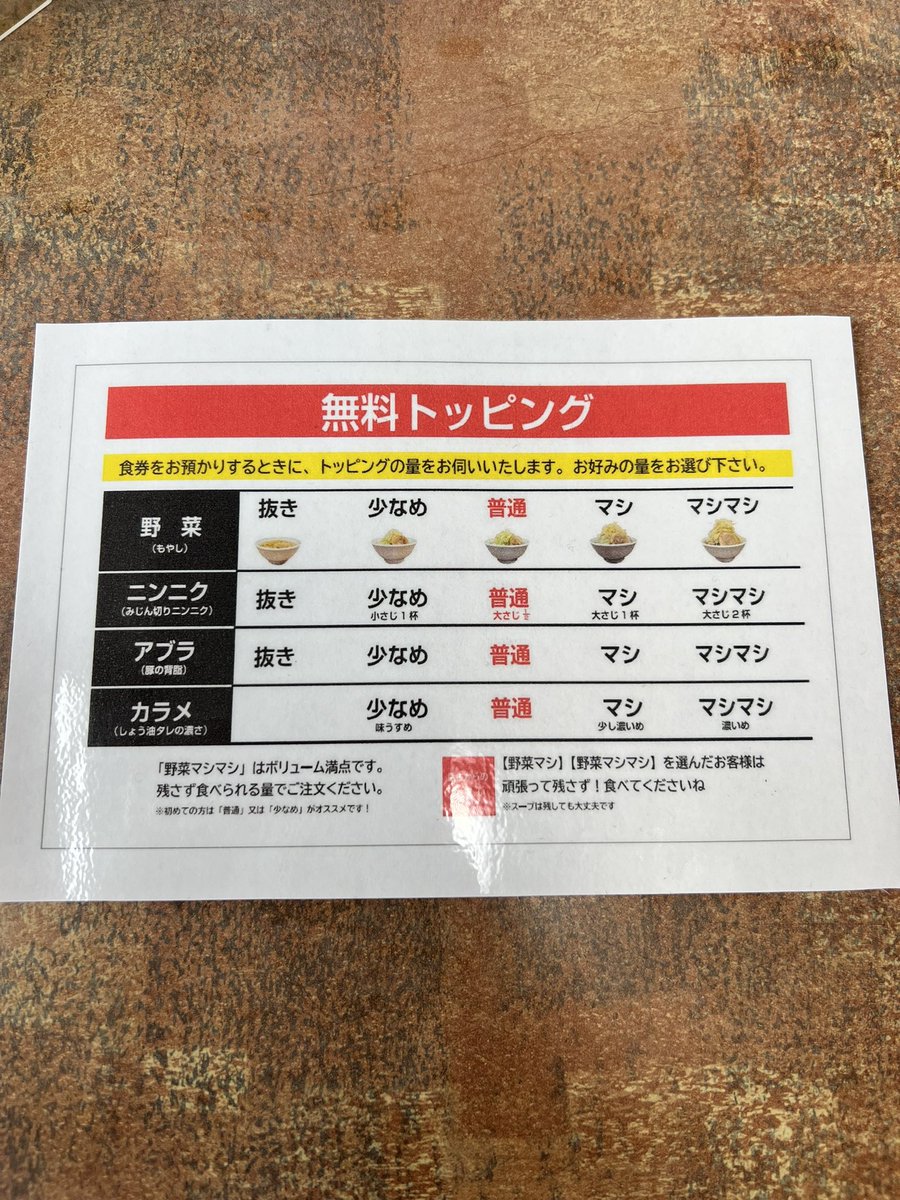 無料トッピング
食券をお預かりするときに、トッピングの量をお伺いいたします。お好みの量をお選び下さい。
野菜 抜き 少なめ 普通 マシ マシマシ
(もやし)
ニンニク 抜き 少なめ 普通 マシ マシマシ
(みじん切りニンニク) 小さじ1杯 大さじ½ 大さじ1杯 大さじ2杯
アブラ 抜き 少なめ 普通 マシ マシマシ
(豚の背脂)
カラメ 少なめ 普通 マシ マシマシ
(しょう油タレの濃さ) 味うすめ 少し濃いめ 濃いめ
「野菜マシマシ」はボリューム満点です。
残さず食べられる量でご注文ください。
※初めての方は「普通」又は「少なめ」がオススメです!
【野菜マシ】【野菜マシマシ】を選んだお客様は
頑張って残さず!食べてくださいね
※スープは残しても大丈夫です